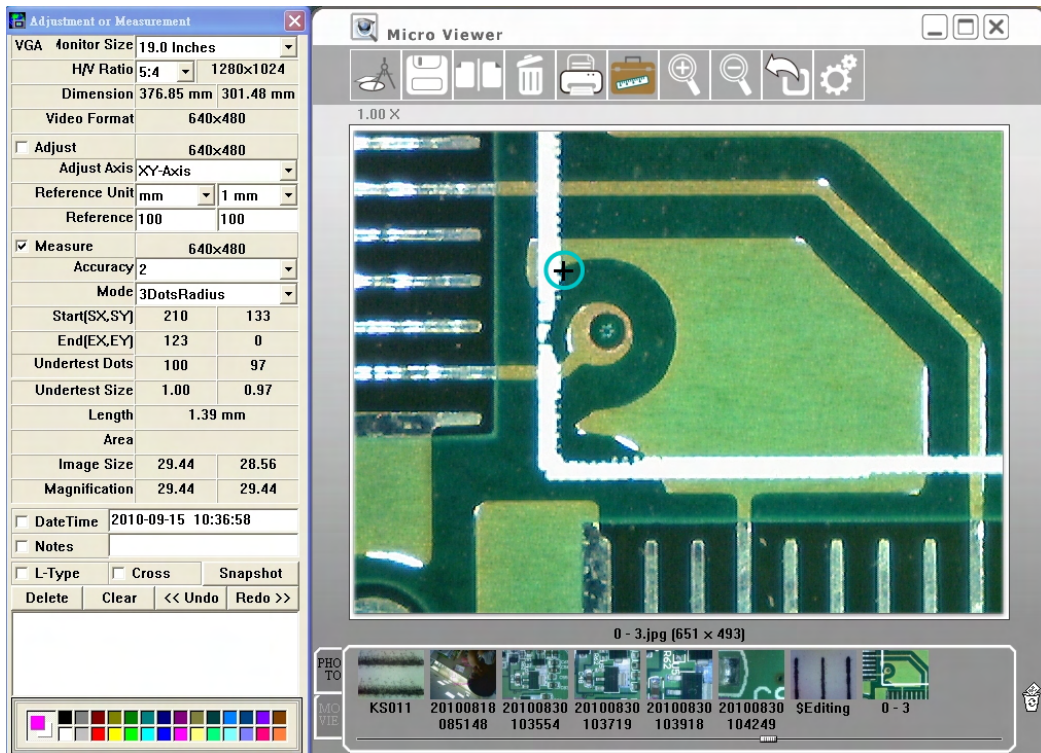 Adjustment or Measurement
VGA Monitor Size 19.0 Inches
H/V Ratio 5:4 1280×1024
Dimension 376.85 mm 301.48 mm
Video Format 640×480
Adjust 640×480
Adjust Axis XY-Axis
Reference Unit mm 1 mm
Reference 100 100
Measure 640×480
Accuracy 2
Mode 3DotsRadius
Start(SX,SY) 210 133
End(EX,EY) 123 0
Undertest Dots 100 97
Undertest Size 1.00 0.97
Length 1.39 mm
Area
Image Size 29.44 28.56
Magnification 29.44 29.44
DateTime 2010-09-15 10:36:58
Notes
L-Type Cross Snapshot
Delete Clear << Undo Redo >>
Micro Viewer
1.00 X
0 - 3.jpg (651 × 493)
PHO
TO
MO
VIE
KS011
20100818
085148
20100830
103554
20100830
103719
20100830
103918
20100830
104249
$Editing
0 - 3